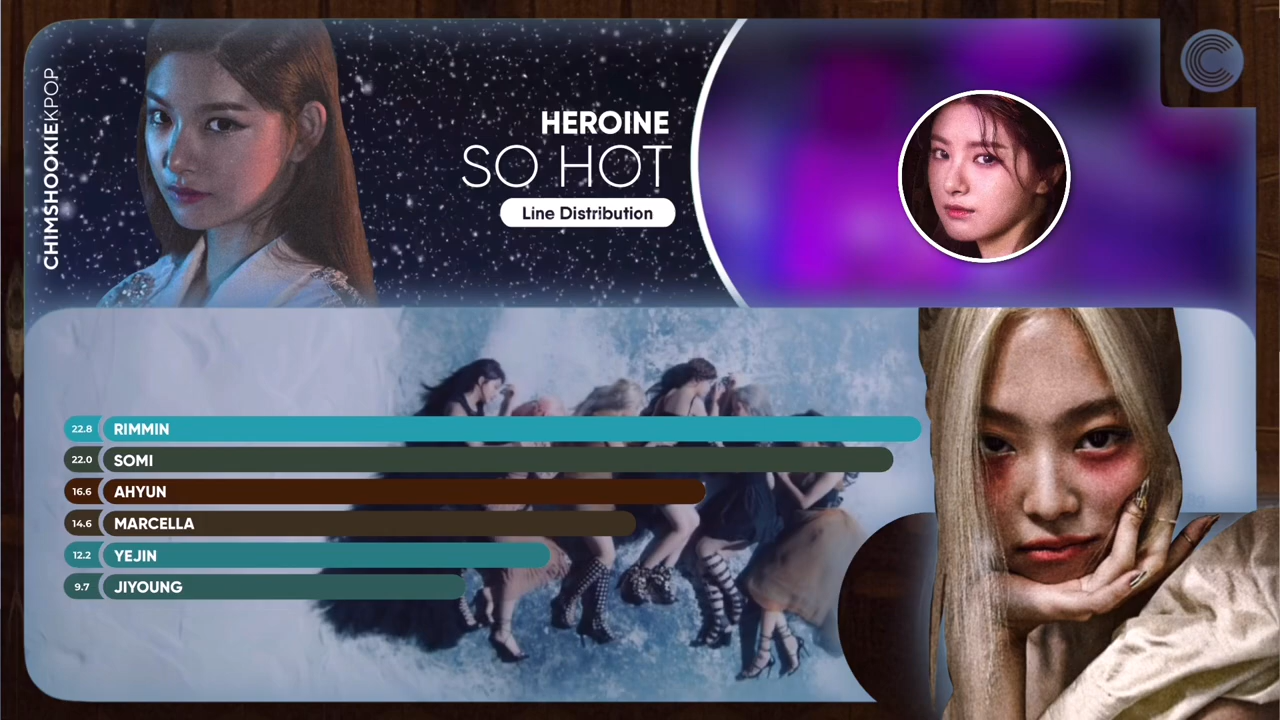 CHIMSHOOKIEKPOP
HEROINE
SO HOT
Line Distribution
22.8 RIMMIN
22.0 SOMI
16.6 AHYUN
14.6 MARCELLA
12.2 YEJIN
9.7 JIYOUNG